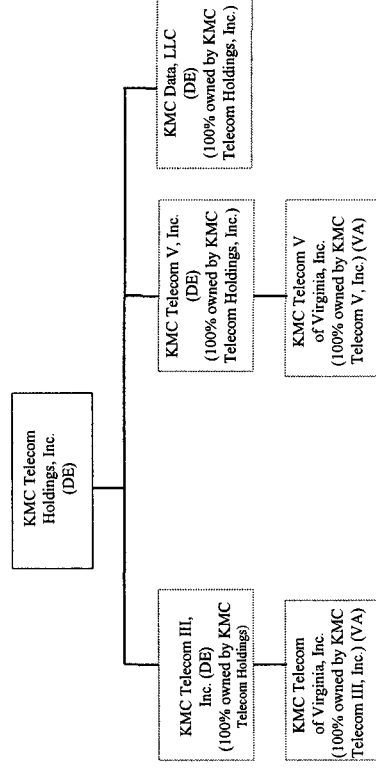 KMC Telecom
Holdings, Inc.
(DE)
KMC Telecom III,
Inc. (DE)
(100% owned by KMC
Telecom Holdings)
KMC Telecom V, Inc.
(DE)
(100% owned by KMC
Telecom Holdings, Inc.)
KMC Data, LLC
(DE)
(100% owned by KMC
Telecom Holdings, Inc.)
KMC Telecom
of Virginia, Inc.
(100% owned by KMC
Telecom III, Inc.) (VA)
KMC Telecom V
of Virginia, Inc.
(100% owned by KMC
Telecom V, Inc.) (VA)